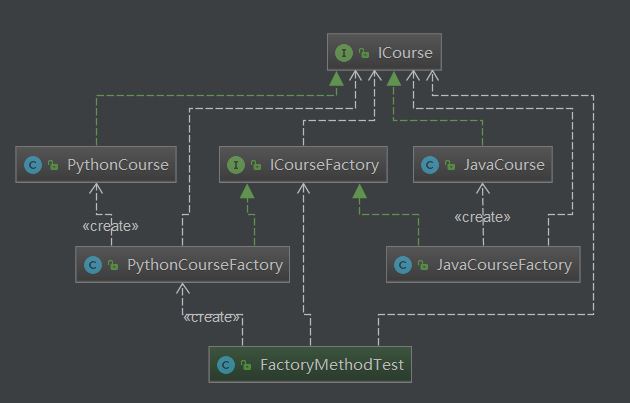 I ICourse
C PythonCourse
I ICourseFactory
C JavaCourse
«create»
«create»
C PythonCourseFactory
C JavaCourseFactory
«create»
C FactoryMethodTest